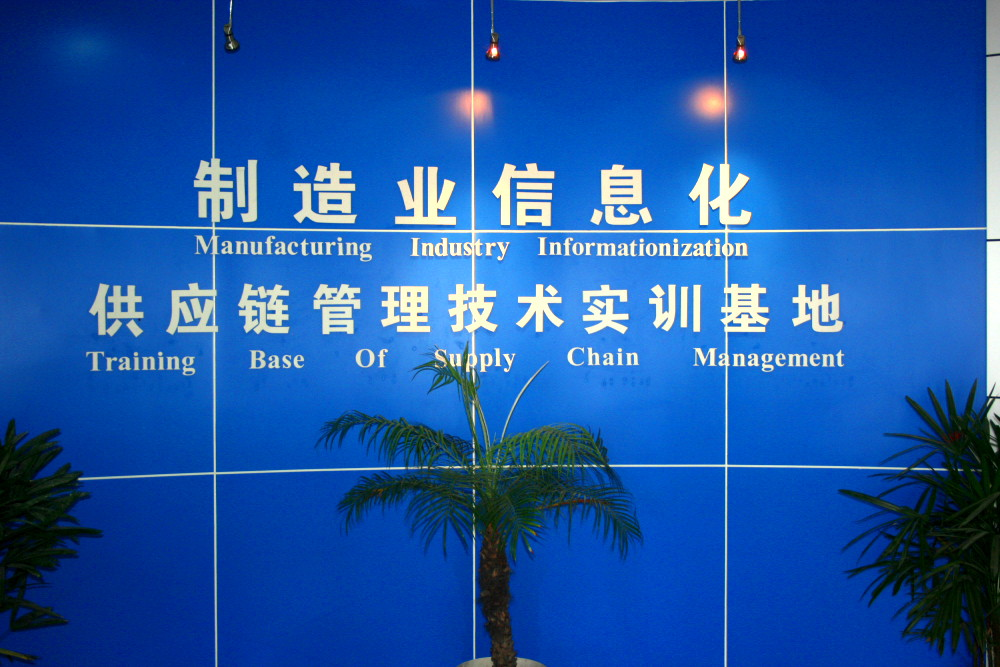 制造业信息化
Manufacturing Industry Informationization
供应链管理技术实训基地
Training Base Of Supply Chain Management